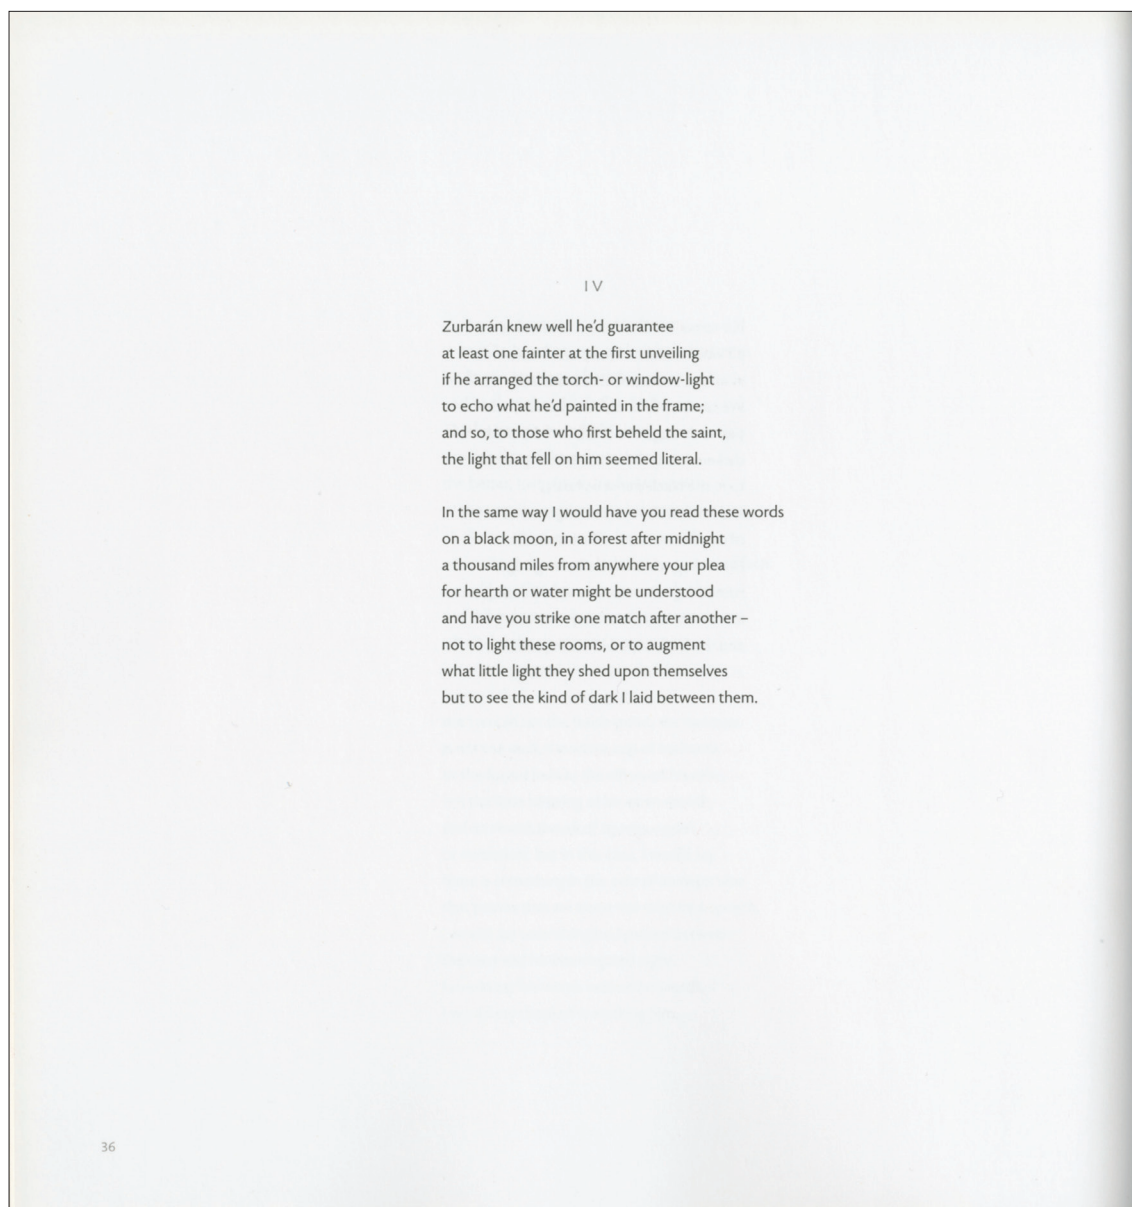 IV
Zurbarán knew well he'd guarantee
at least one fainter at the first unveiling
if he arranged the torch- or window-light
to echo what he'd painted in the frame;
and so, to those who first beheld the saint,
the light that fell on him seemed literal.
In the same way I would have you read these words
on a black moon, in a forest after midnight
a thousand miles from anywhere your plea
for hearth or water might be understood
and have you strike one match after another –
not to light these rooms, or to augment
what little light they shed upon themselves
but to see the kind of dark I laid between them.
36